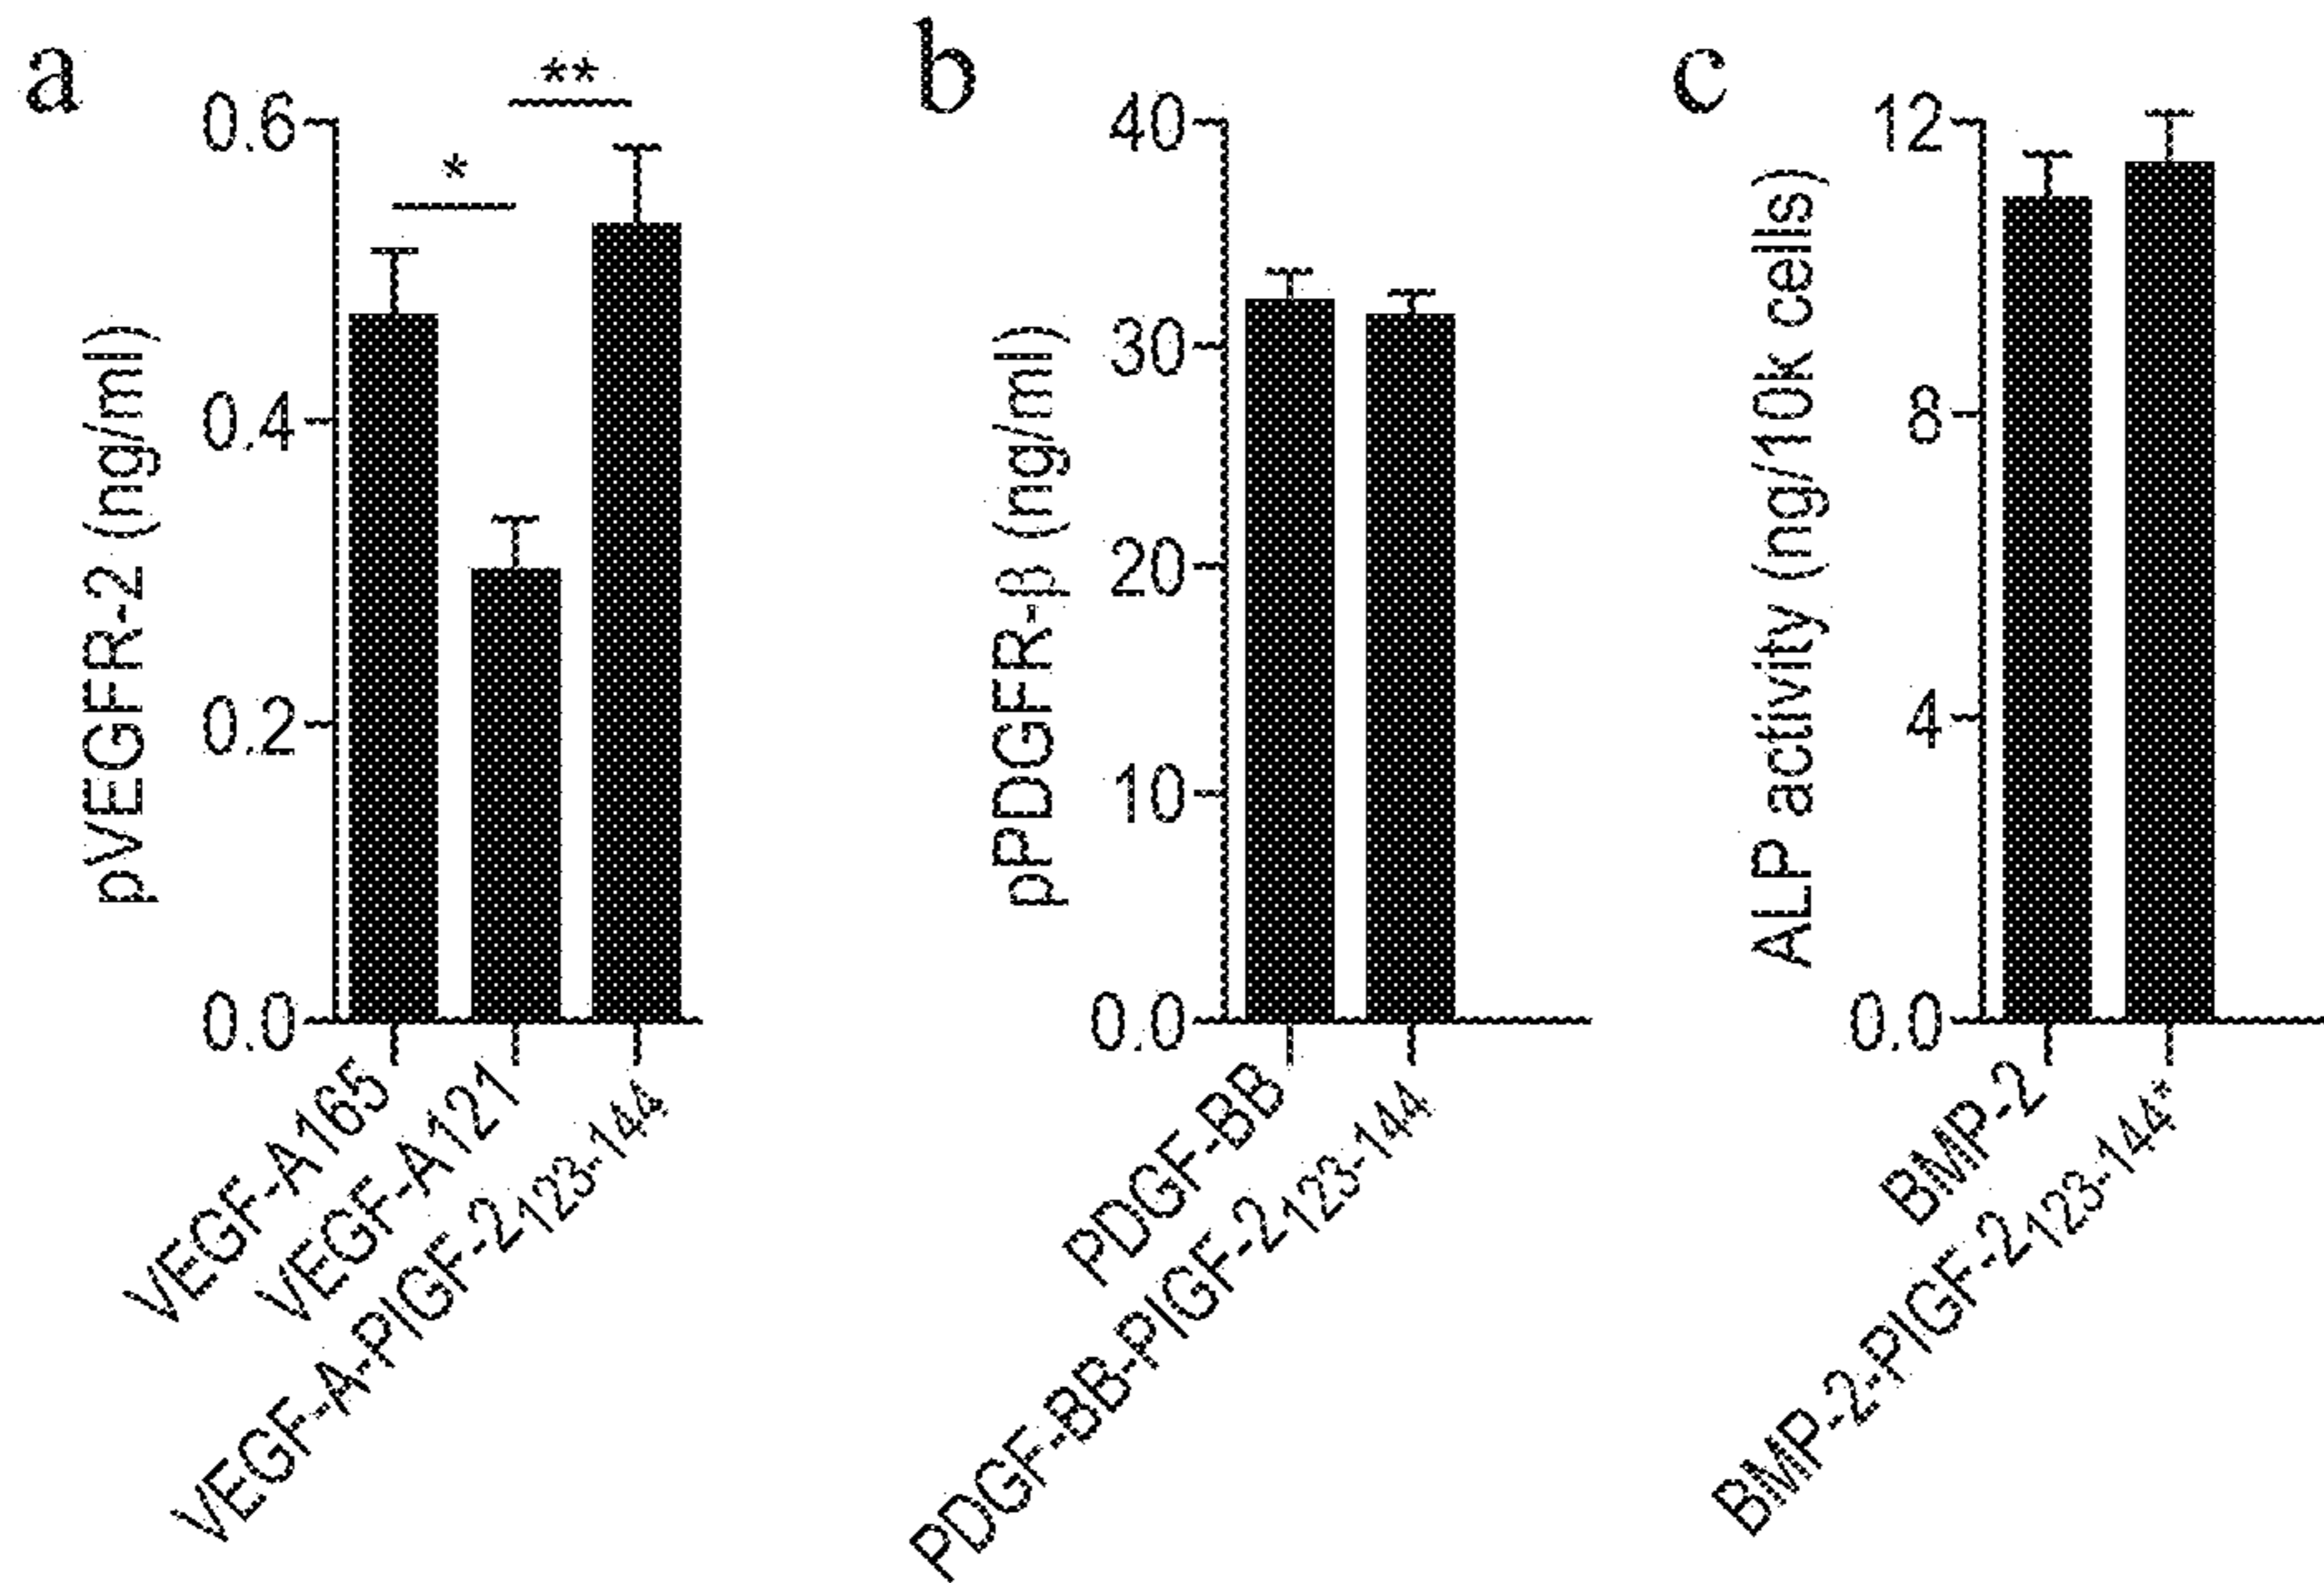 a
pVEGFR-2 (ng/ml)
0.6
0.4
0.2
0.0
*
**
VEGF-A165
VEGF-A121
VEGF-A-PlGF-2123-144
b
pPDGFR-β (ng/ml)
40
30
20
10
0.0
PDGF-BB
PDGF-BB-PlGF-2123-144
c
ALP activity (ng/10k cells)
12
8
4
0.0
BMP-2
BMP-2-PlGF-2123-144*